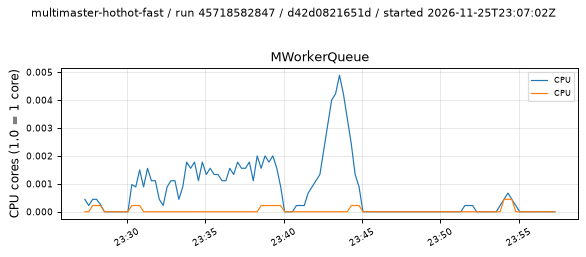 multimaster-hothot-fast / run 45718582847 / d42d0821651d / started 2026-11-25T23:07:02Z
MWorkerQueue
CPU cores (1.0 = 1 core)
0.005
0.004
0.003
0.002
0.001
0.000
CPU
CPU
23:30
23:35
23:40
23:45
23:50
23:55